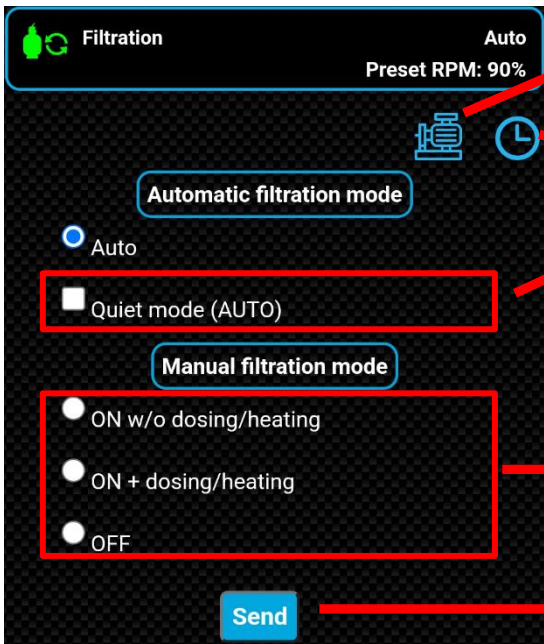 Filtration
Auto
Preset RPM: 90%
Automatic filtration mode
Auto
Quiet mode (AUTO)
Manual filtration mode
ON w/o dosing/heating
ON + dosing/heating
OFF
Send